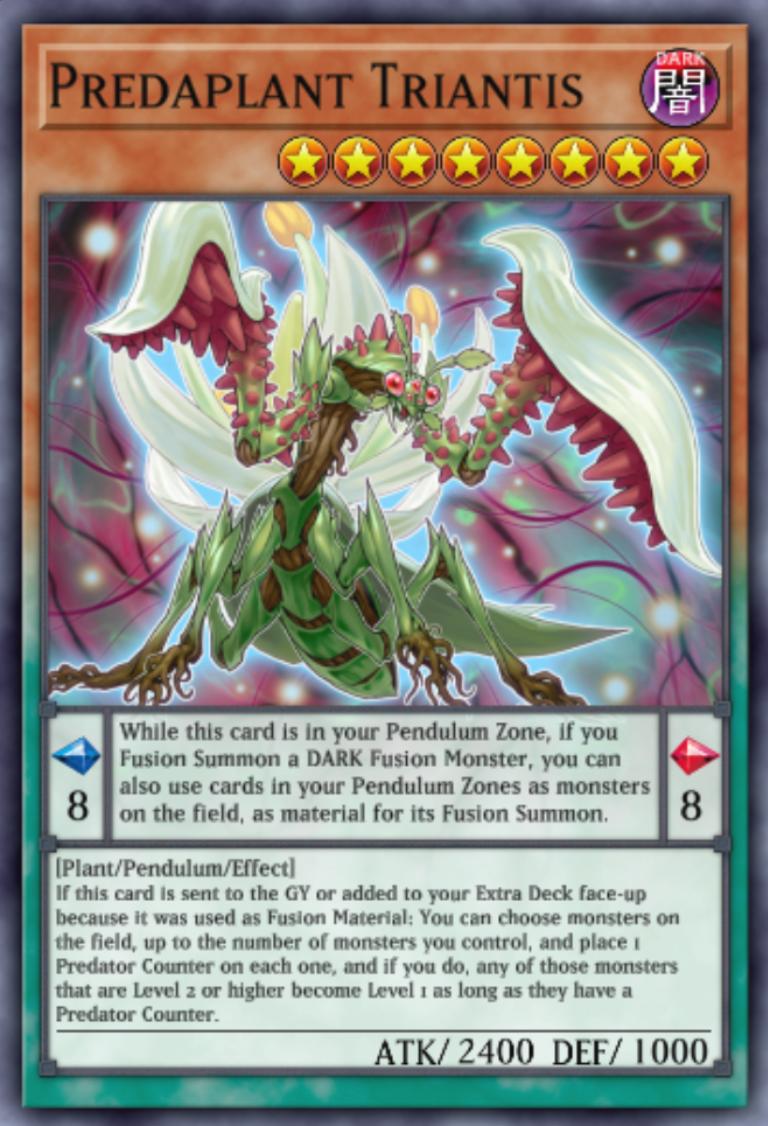 PREDAPLANT TRIANTIS
DARK
闇
While this card is in your Pendulum Zone, if you
Fusion Summon a DARK Fusion Monster, you can
also use cards in your Pendulum Zones as monsters
on the field, as material for its Fusion Summon.
8
8
[Plant/Pendulum/Effect]
If this card is sent to the GY or added to your Extra Deck face-up
because it was used as Fusion Material: You can choose monsters on
the field, up to the number of monsters you control, and place 1
Predator Counter on each one, and if you do, any of those monsters
that are Level 2 or higher become Level 1 as long as they have a
Predator Counter.
ATK/ 2400 DEF/ 1000